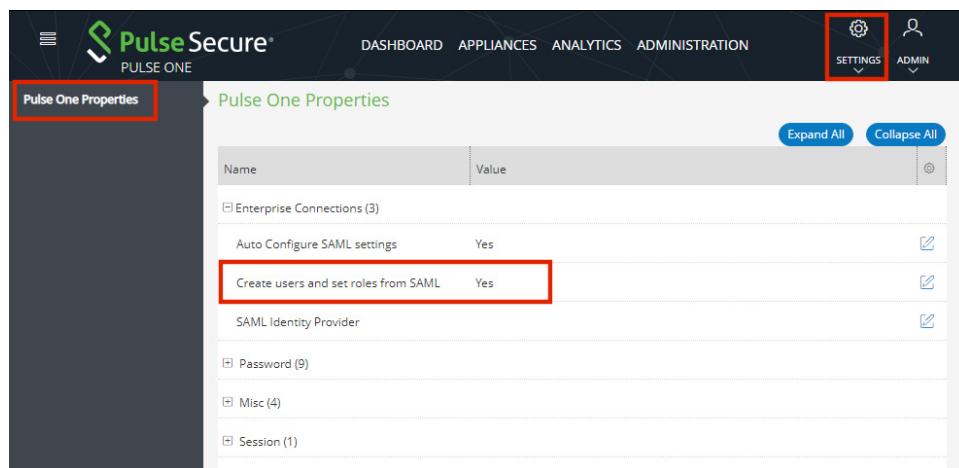 Pulse Secure®
PULSE ONE
DASHBOARD APPLIANCES ANALYTICS ADMINISTRATION
SETTINGS
ADMIN
Pulse One Properties
Pulse One Properties
Expand All
Collapse All
Name Value
Enterprise Connections (3)
Auto Configure SAML settings Yes
Create users and set roles from SAML Yes
SAML Identity Provider
Password (9)
Misc (4)
Session (1)